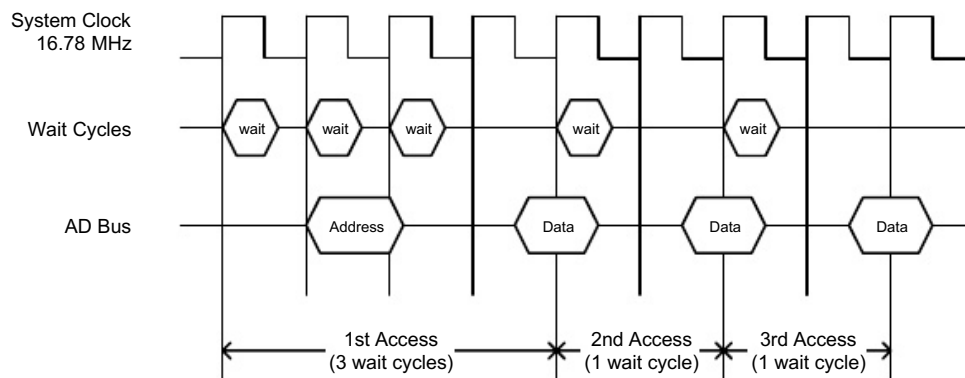 System Clock
16.78 MHz
Wait Cycles
wait
wait
wait
wait
wait
AD Bus
Address
Data
Data
Data
1st Access
(3 wait cycles)
2nd Access
(1 wait cycle)
3rd Access
(1 wait cycle)